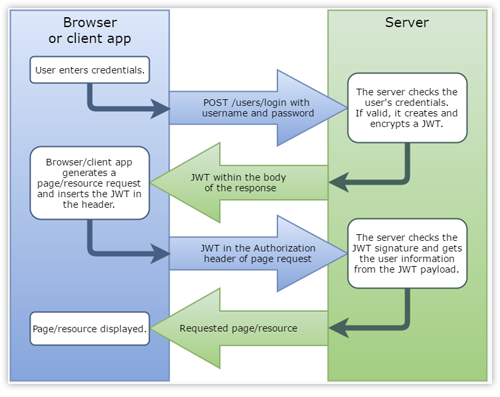 Browser
or client app
Server
User enters credentials.
POST /users/login with
username and password
The server checks the
user's credentials.
If valid, it creates and
encrypts a JWT.
JWT within the body
of the response
Browser/client app
generates a
page/resource request
and inserts the JWT in
the header.
JWT in the Authorization
header of page request
The server checks the
JWT signature and gets
the user information
from the JWT payload.
Requested page/resource
Page/resource displayed.